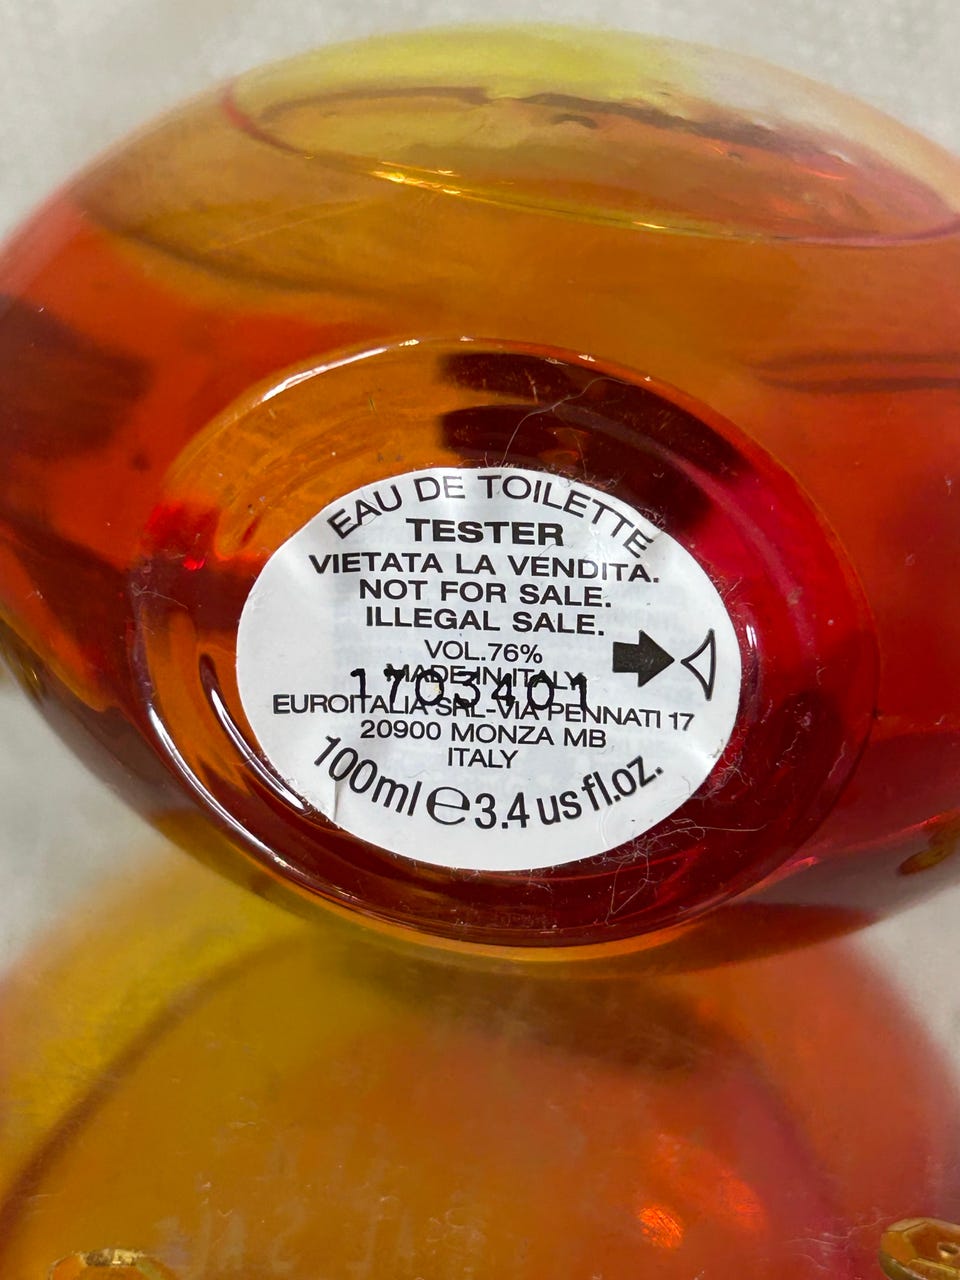 EAU DE TOILETTE
TESTER
VIETATA LA VENDITA.
NOT FOR SALE.
ILLEGAL SALE.
VOL.76%
MADE IN ITALY
1703401
EUROITALIA SRL-VIA PENNATI 17
20900 MONZA MB
ITALY
100ml e 3.4 us fl.oz.